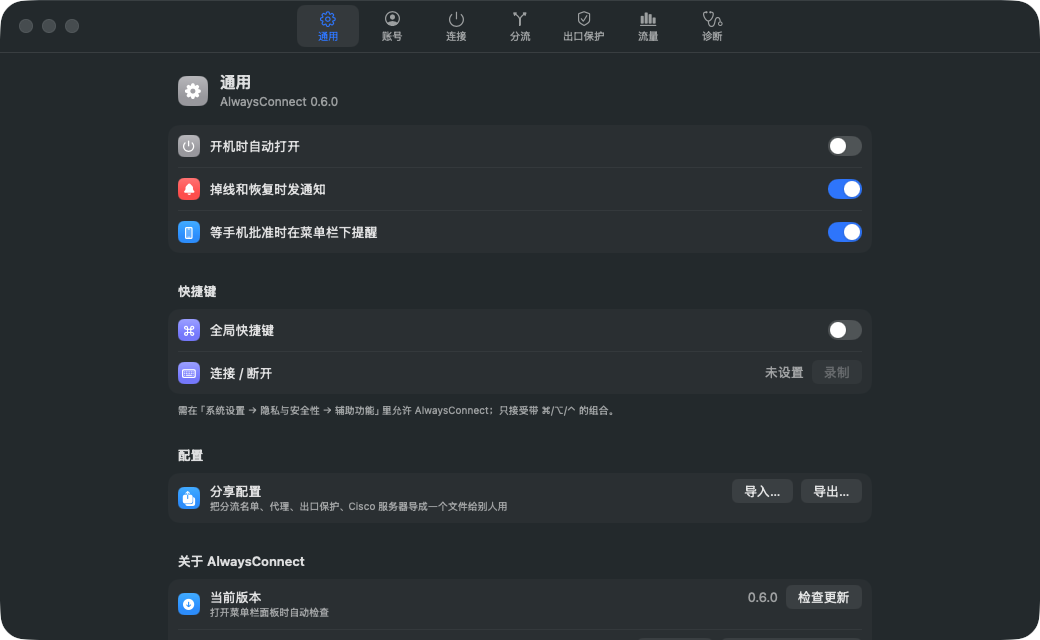 通用
账号
连接
分流
出口保护
流量
诊断
通用
AlwaysConnect 0.6.0
开机时自动打开
掉线和恢复时发通知
等手机批准时在菜单栏下提醒
快捷键
全局快捷键
连接 / 断开
未设置
录制
需在「系统设置 → 隐私与安全性 → 辅助功能」里允许 AlwaysConnect；只接受带 ⌘/⌥/^ 的组合。
配置
分享配置
把分流名单、代理、出口保护、Cisco 服务器导成一个文件给别人用
导入...
导出...
关于 AlwaysConnect
当前版本
打开菜单栏面板时自动检查
0.6.0
检查更新